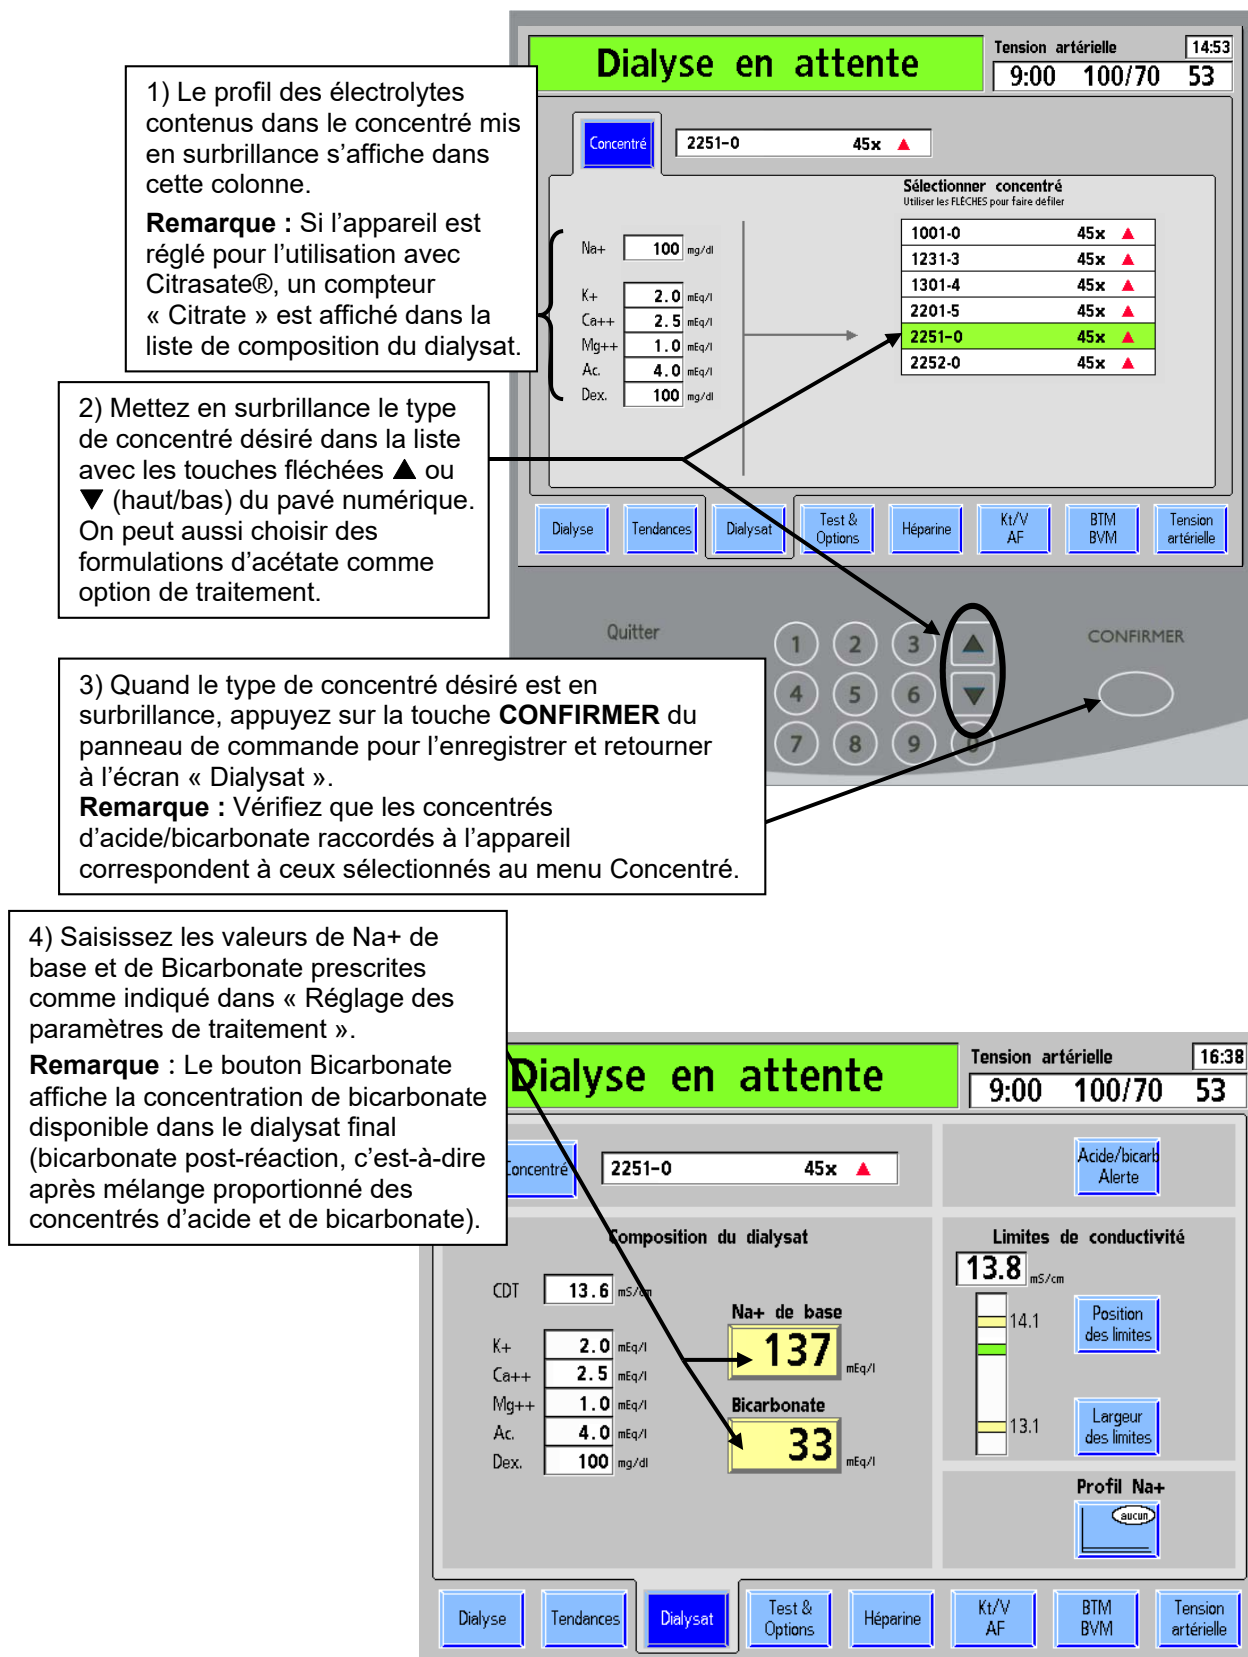 Dialyse en attente
Tension artérielle
14:53
9:00 100/70 53
1) Le profil des électrolytes
contenus dans le concentré mis
en surbrillance s’affiche dans
cette colonne.
Remarque : Si l’appareil est
réglé pour l’utilisation avec
Citrasate®, un compteur
« Citrate » est affiché dans la
liste de composition du dialysat.
Concentré
2251-0 45x ▲
Sélectionner concentré
Utiliser les FLÈCHES pour faire défiler
Na+ 100 mg/dl
K+ 2.0 mEq/l
Ca++ 2.5 mEq/l
Mg++ 1.0 mEq/l
Ac. 4.0 mEq/l
Dex. 100 mg/dl
1001-0 45x ▲
1231-3 45x ▲
1301-4 45x ▲
2201-5 45x ▲
2251-0 45x ▲
2252-0 45x ▲
2) Mettez en surbrillance le type
de concentré désiré dans la liste
avec les touches fléchées ▲ ou
▼ (haut/bas) du pavé numérique.
On peut aussi choisir des
formulations d’acétate comme
option de traitement.
Dialyse
Tendances
Dialysat
Test &
Options
Héparine
Kt/V
AF
BTM
BVM
Tension
artérielle
Quitter
1 2 3 ▲
4 5 6 ▼
7 8 9 0
CONFIRMER
3) Quand le type de concentré désiré est en
surbrillance, appuyez sur la touche CONFIRMER du
panneau de commande pour l’enregistrer et retourner
à l’écran « Dialysat ».
Remarque : Vérifiez que les concentrés
d’acide/bicarbonate raccordés à l’appareil
correspondent à ceux sélectionnés au menu Concentré.
4) Saisissez les valeurs de Na+ de
base et de Bicarbonate prescrites
comme indiqué dans « Réglage des
paramètres de traitement ».
Remarque : Le bouton Bicarbonate
affiche la concentration de bicarbonate
disponible dans le dialysat final
(bicarbonate post-réaction, c’est-à-dire
après mélange proportionné des
concentrés d’acide et de bicarbonate).
Dialyse en attente
Tension artérielle
16:38
9:00 100/70 53
Concentré
2251-0 45x ▲
Acide/bicarb
Alerte
Composition du dialysat
CDT 13.6 mS/cm
K+ 2.0 mEq/l
Ca++ 2.5 mEq/l
Mg++ 1.0 mEq/l
Ac. 4.0 mEq/l
Dex. 100 mg/dl
Na+ de base
137 mEq/l
Bicarbonate
33 mEq/l
Limites de conductivité
13.8 mS/cm
14.1
13.1
Position
des limites
Largeur
des limites
Profil Na+
aucun
Dialyse
Tendances
Dialysat
Test &
Options
Héparine
Kt/V
AF
BTM
BVM
Tension
artérielle